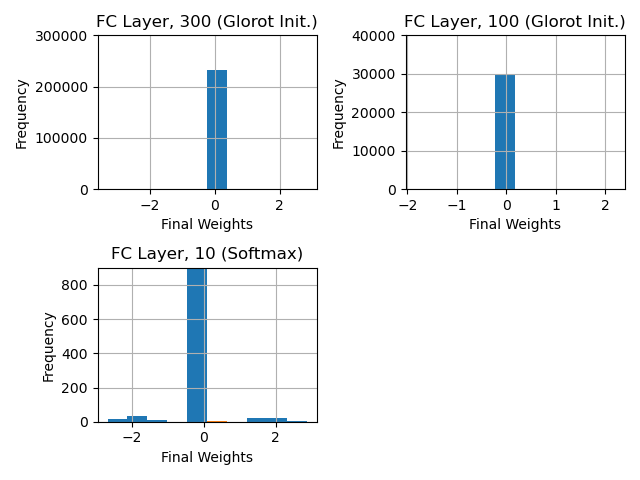 FC Layer, 300 (Glorot Init.)
300000
200000
100000
0
Frequency
−2 0 2
Final Weights
FC Layer, 100 (Glorot Init.)
40000
30000
20000
10000
0
Frequency
−2 −1 0 1 2
Final Weights
FC Layer, 10 (Softmax)
800
600
400
200
0
Frequency
−2 0 2
Final Weights